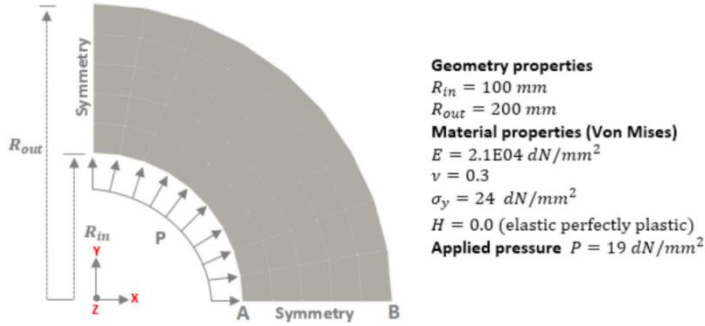 Symmetry
R_out
R_in
P
Y
X
Z
A
Symmetry
B
Geometry properties
R_in = 100 mm
R_out = 200 mm
Material properties (Von Mises)
E = 2.1E04 dN/mm²
ν = 0.3
σ_y = 24 dN/mm²
H = 0.0 (elastic perfectly plastic)
Applied pressure P = 19 dN/mm²